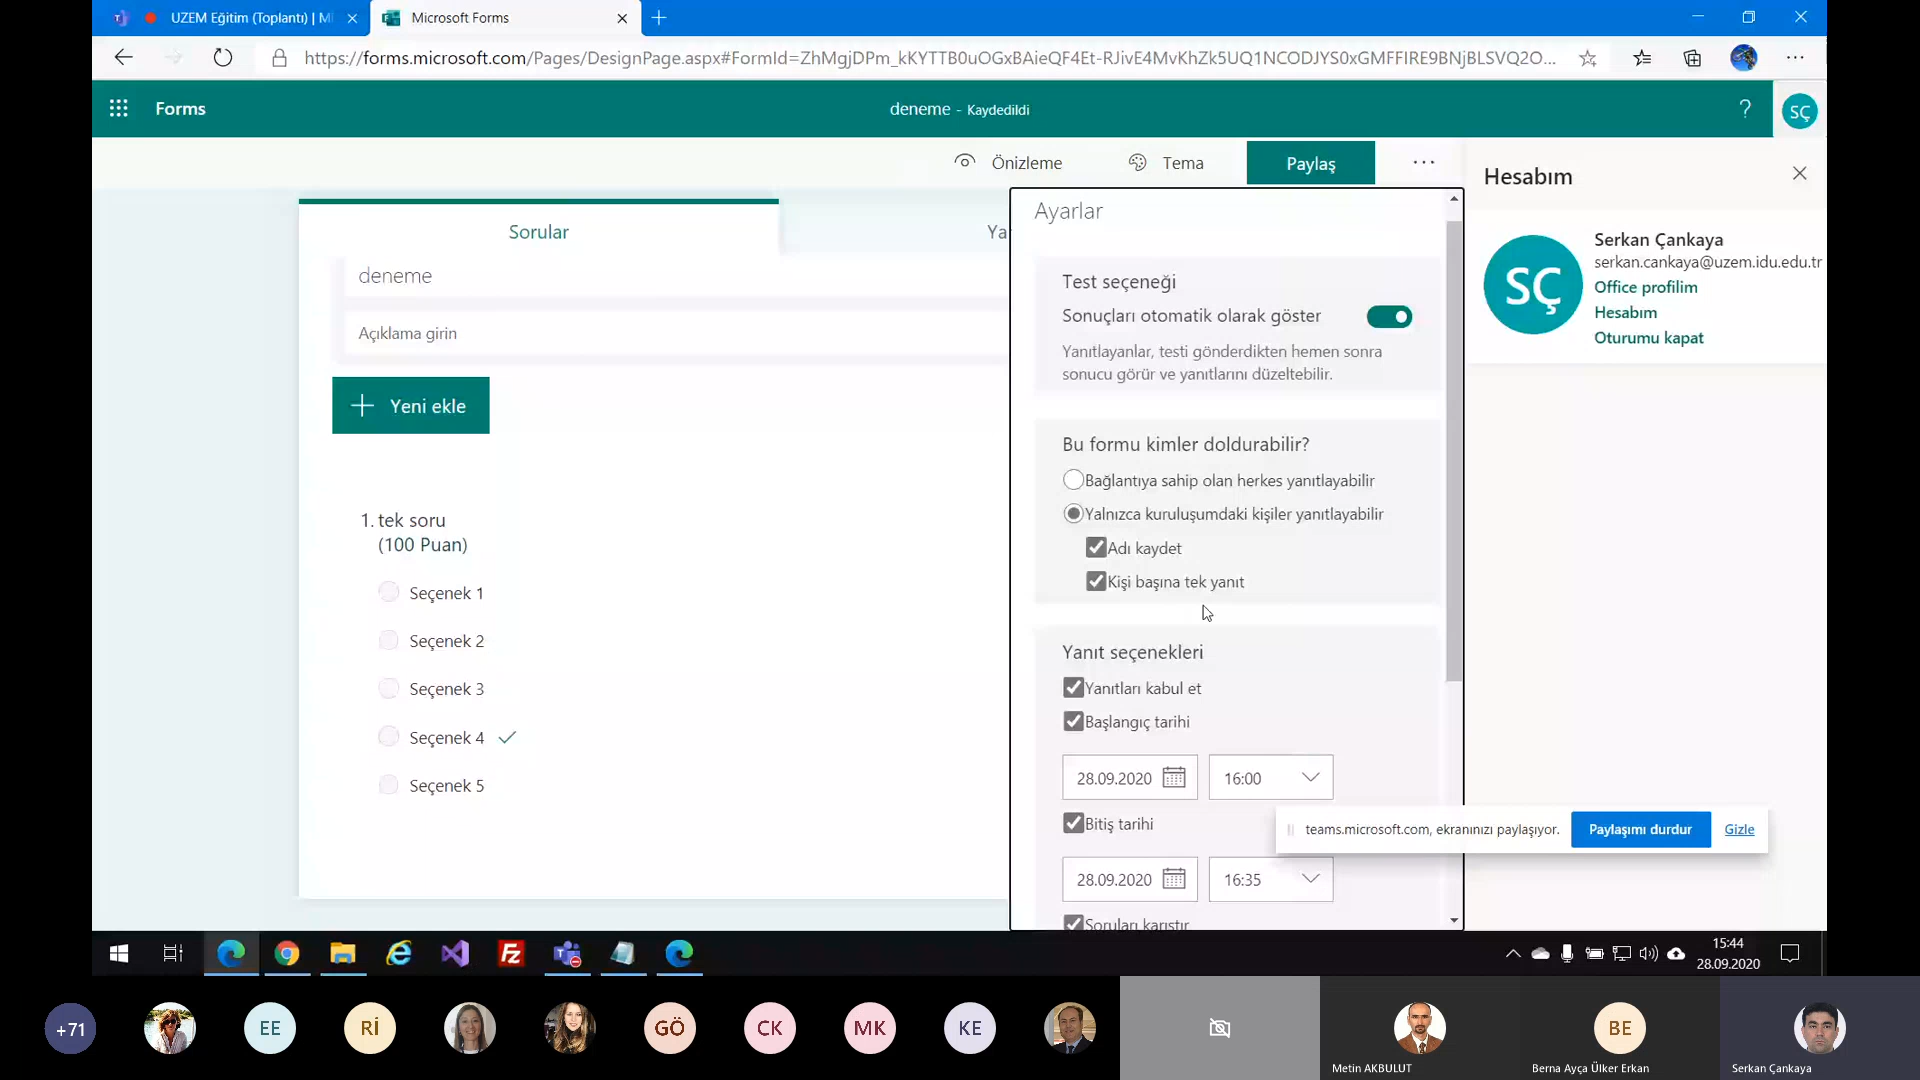 UZEM Eğitim (Toplantı) | Mi
Microsoft Forms
https://forms.microsoft.com/Pages/DesignPage.aspx#FormId=ZhMgjDPm_kKYTTB0uOGxBAieQF4Et-RJivE4MvKhZk5UQ1NCODJYS0xGMFFIRE9BNjBLSVQ2O...
Forms
deneme - Kaydedildi
?
SÇ
Önizleme
Tema
Paylaş
...
Hesabım
Sorular
Ya
deneme
Açıklama girin
Yeni ekle
1. tek soru
(100 Puan)
Seçenek 1
Seçenek 2
Seçenek 3
Seçenek 4
Seçenek 5
Ayarlar
Test seçeneği
Sonuçları otomatik olarak göster
Yanıtlayanlar, testi gönderdikten hemen sonra
sonucu görür ve yanıtlarını düzeltebilir.
Bu formu kimler doldurabilir?
Bağlantıya sahip olan herkes yanıtlayabilir
Yalnızca kuruluşumdaki kişiler yanıtlayabilir
Adı kaydet
Kişi başına tek yanıt
Yanıt seçenekleri
Yanıtları kabul et
Başlangıç tarihi
28.09.2020
16:00
Bitiş tarihi
28.09.2020
16:35
Soruları karıştır
SÇ
Serkan Çankaya
serkan.cankaya@uzem.idu.edu.tr
Office profilim
Hesabım
Oturumu kapat
teams.microsoft.com, ekranınızı paylaşıyor.
Paylaşımı durdur
Gizle
15:44
28.09.2020
+71
EE
Rİ
GÖ
CK
MK
KE
BE
Metin AKBULUT
Berna Ayça Ülker Erkan
Serkan Çankaya